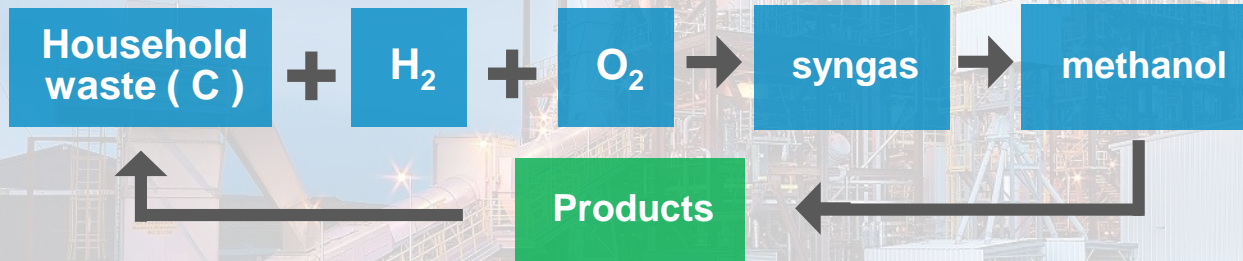 Household
waste ( C )
+
H₂
+
O₂
syngas
methanol
Products